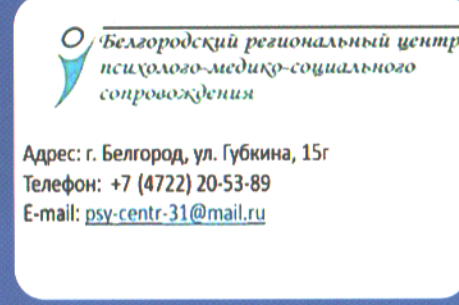 Белгородский региональный центр
психолого-медико-социального
сопровождения
Адрес: г. Белгород, ул. Губкина, 15г
Телефон: +7 (4722) 20-53-89
E-mail: psy-centr-31@mail.ru